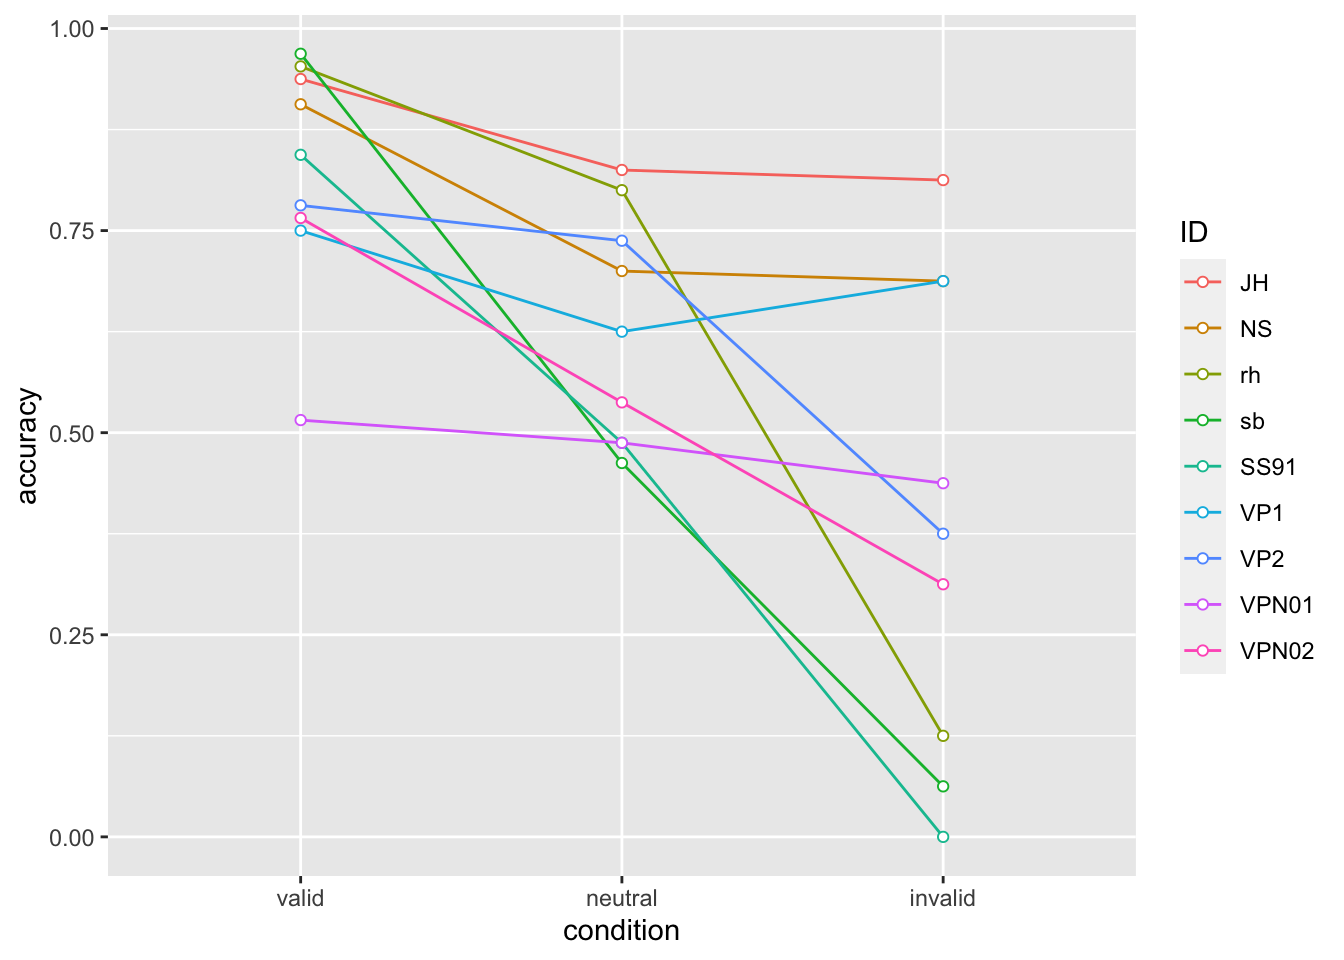 1.00
0.75
0.50
0.25
0.00
accuracy
valid neutral invalid
condition
ID
JH
NS
rh
sb
SS91
VP1
VP2
VPN01
VPN02